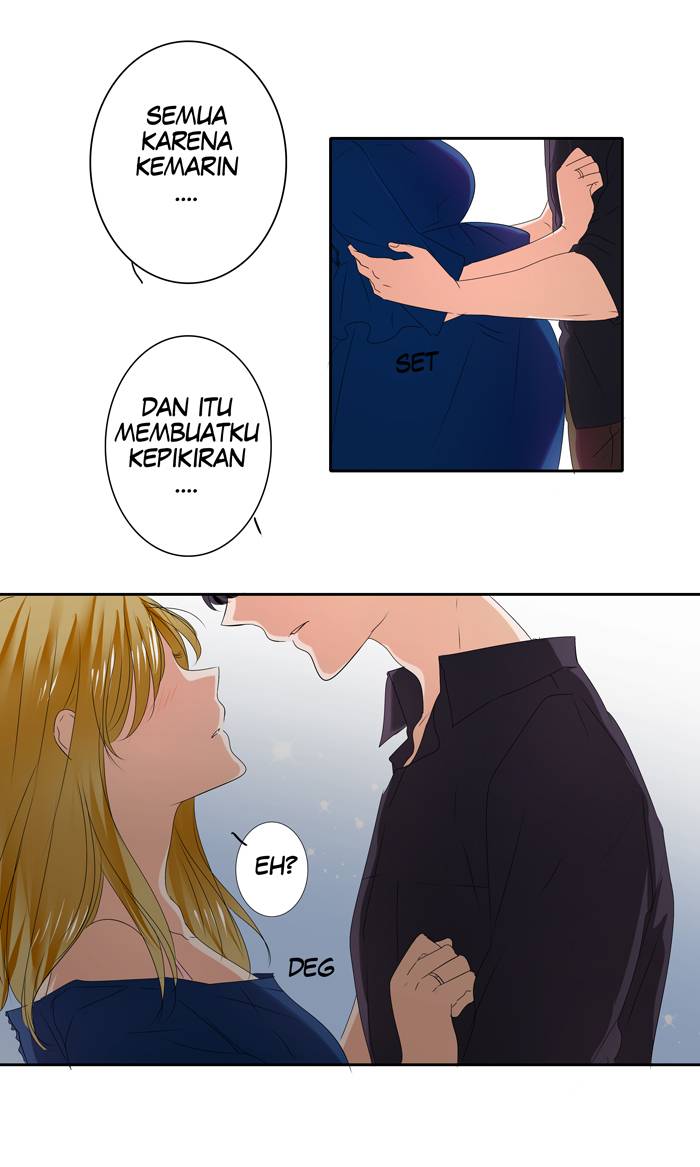 SEMUA
KARENA
KEMARIN
....
SET
DAN ITU
MEMBUATKU
KEPIKIRAN
....
EH?
DEG